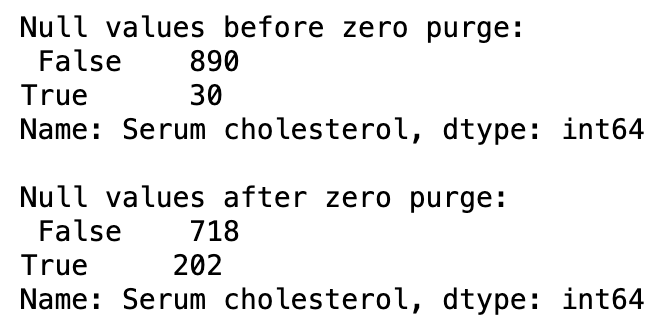 Null values before zero purge:
 False    890
True      30
Name: Serum cholesterol, dtype: int64

Null values after zero purge:
 False    718
True     202
Name: Serum cholesterol, dtype: int64